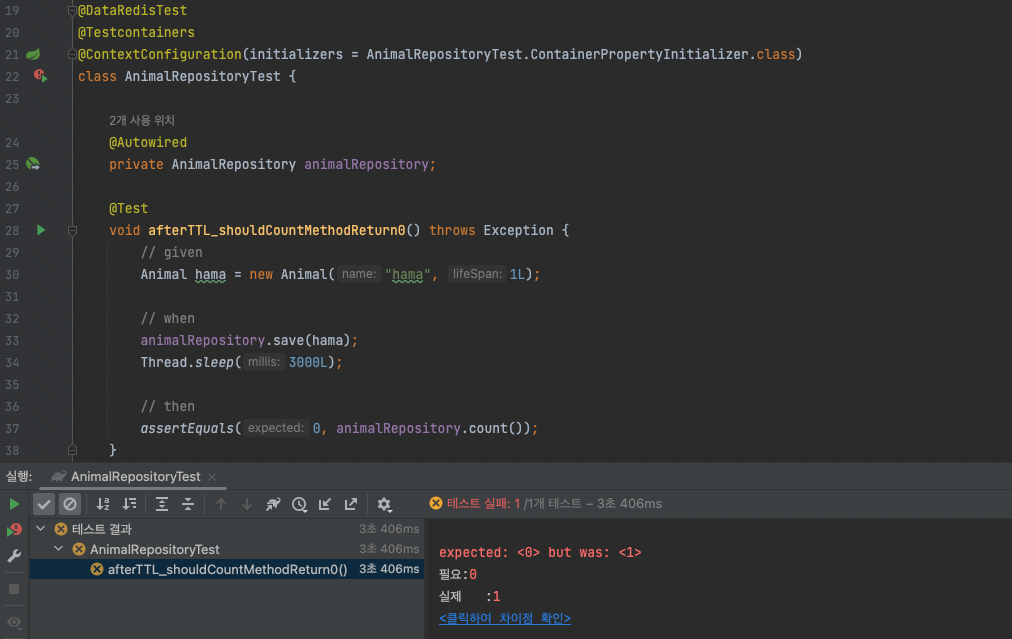 19 @DataRedisTest
20 @Testcontainers
21 @ContextConfiguration(initializers = AnimalRepositoryTest.ContainerPropertyInitializer.class)
22 class AnimalRepositoryTest {
23
2개 사용 위치
24 @Autowired
25 private AnimalRepository animalRepository;
26
27 @Test
28 void afterTTL_shouldCountMethodReturn0() throws Exception {
29 // given
30 Animal hama = new Animal( name: "hama", lifeSpan: 1L);
31
32 // when
33 animalRepository.save(hama);
34 Thread.sleep( millis: 3000L);
35
36 // then
37 assertEquals( expected: 0, animalRepository.count());
38 }
실행: AnimalRepositoryTest
테스트 실패: 1 /1개 테스트 – 3초 406ms
테스트 결과 3초 406ms
AnimalRepositoryTest 3초 406ms
afterTTL_shouldCountMethodReturn0() 3초 406ms
expected: <0> but was: <1>
필요:0
실제 :1
<클릭하여 차이점 확인>